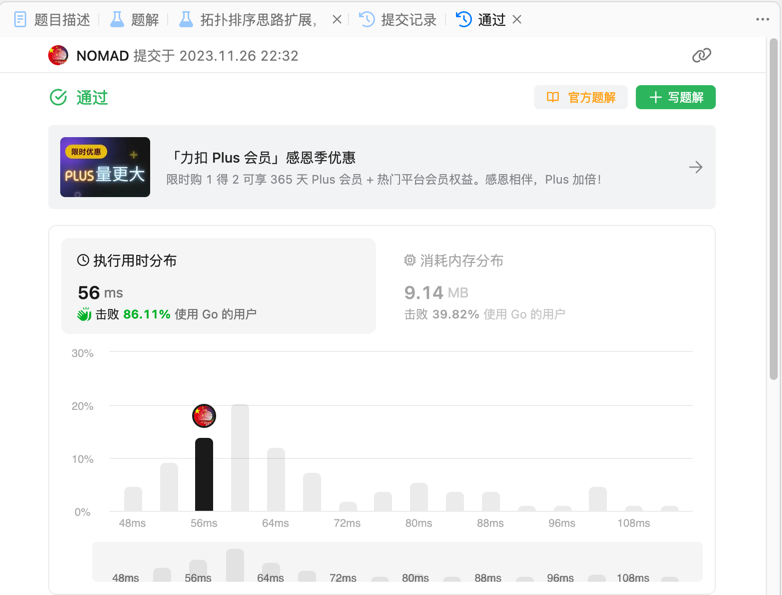 题目描述 题解 拓扑排序思路扩展, 提交记录 通过
NOMAD 提交于 2023.11.26 22:32
通过 官方题解 写题解
限时优惠
PLUS量更大
「力扣 Plus 会员」感恩季优惠
限时购 1 得 2 可享 365 天 Plus 会员 + 热门平台会员权益。感恩相伴，Plus 加倍！
执行用时分布
56 ms
击败 86.11% 使用 Go 的用户
消耗内存分布
9.14 MB
击败 39.82% 使用 Go 的用户
30%
20%
10%
0%
48ms 56ms 64ms 72ms 80ms 88ms 96ms 108ms
48ms 56ms 64ms 72ms 80ms 88ms 96ms 108ms